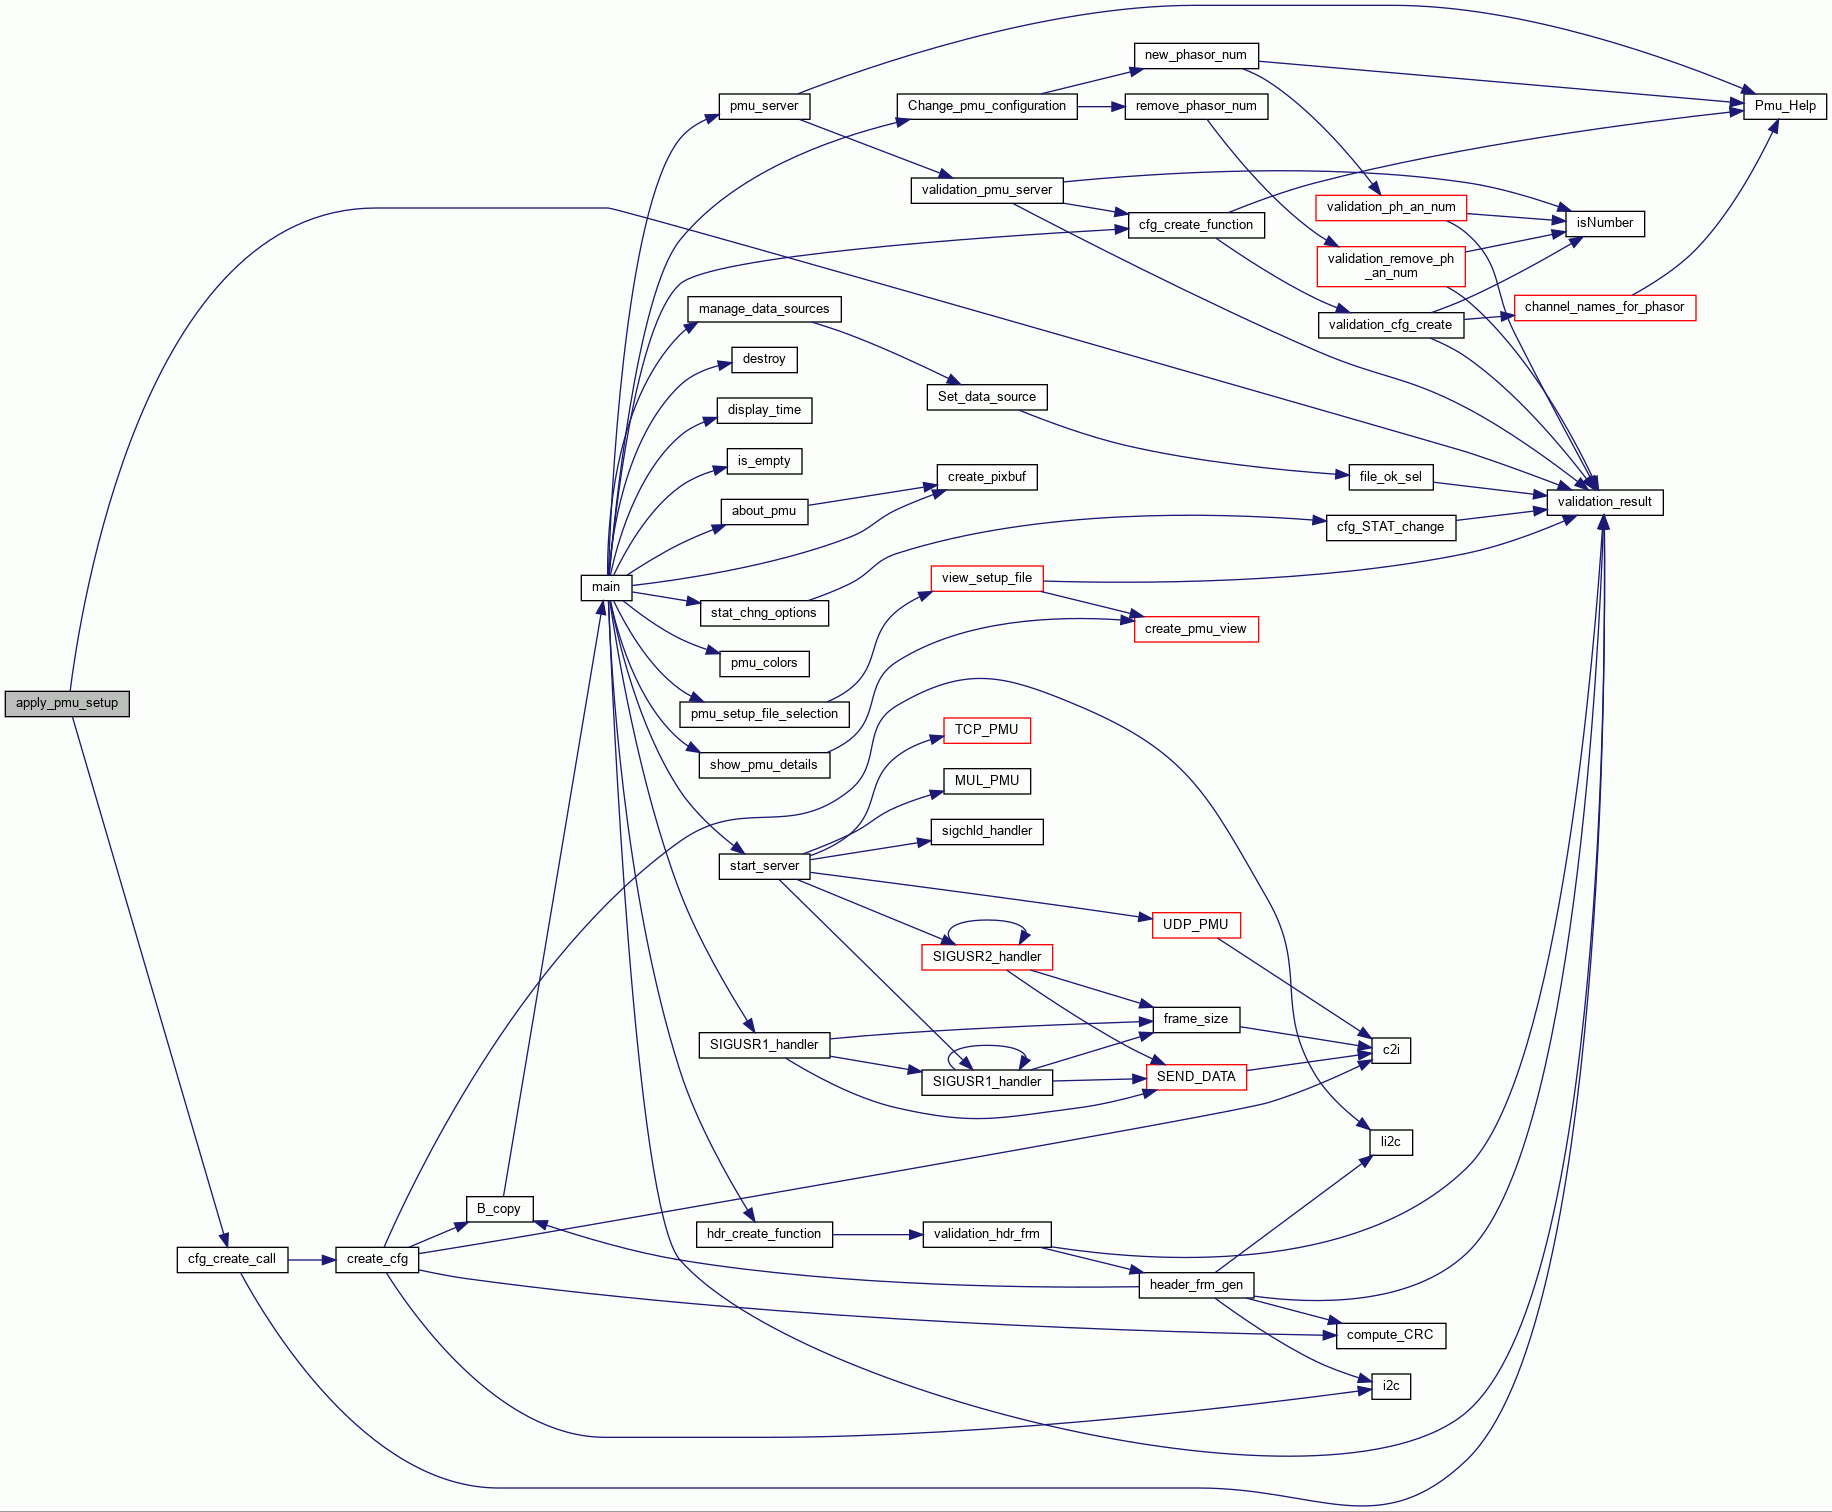 new_phasor_num
pmu_server
Change_pmu_configuration
remove_phasor_num
Pmu_Help
validation_pmu_server
validation_ph_an_num
cfg_create_function
isNumber
validation_remove_ph
_an_num
manage_data_sources
channel_names_for_phasor
validation_cfg_create
destroy
Set_data_source
display_time
is_empty
create_pixbuf
file_ok_sel
about_pmu
validation_result
cfg_STAT_change
main
view_setup_file
stat_chng_options
create_pmu_view
pmu_colors
apply_pmu_setup
pmu_setup_file_selection
TCP_PMU
show_pmu_details
MUL_PMU
sigchld_handler
start_server
UDP_PMU
SIGUSR2_handler
frame_size
SIGUSR1_handler
c2i
SIGUSR1_handler
SEND_DATA
li2c
B_copy
hdr_create_function
validation_hdr_frm
cfg_create_call
create_cfg
header_frm_gen
compute_CRC
i2c